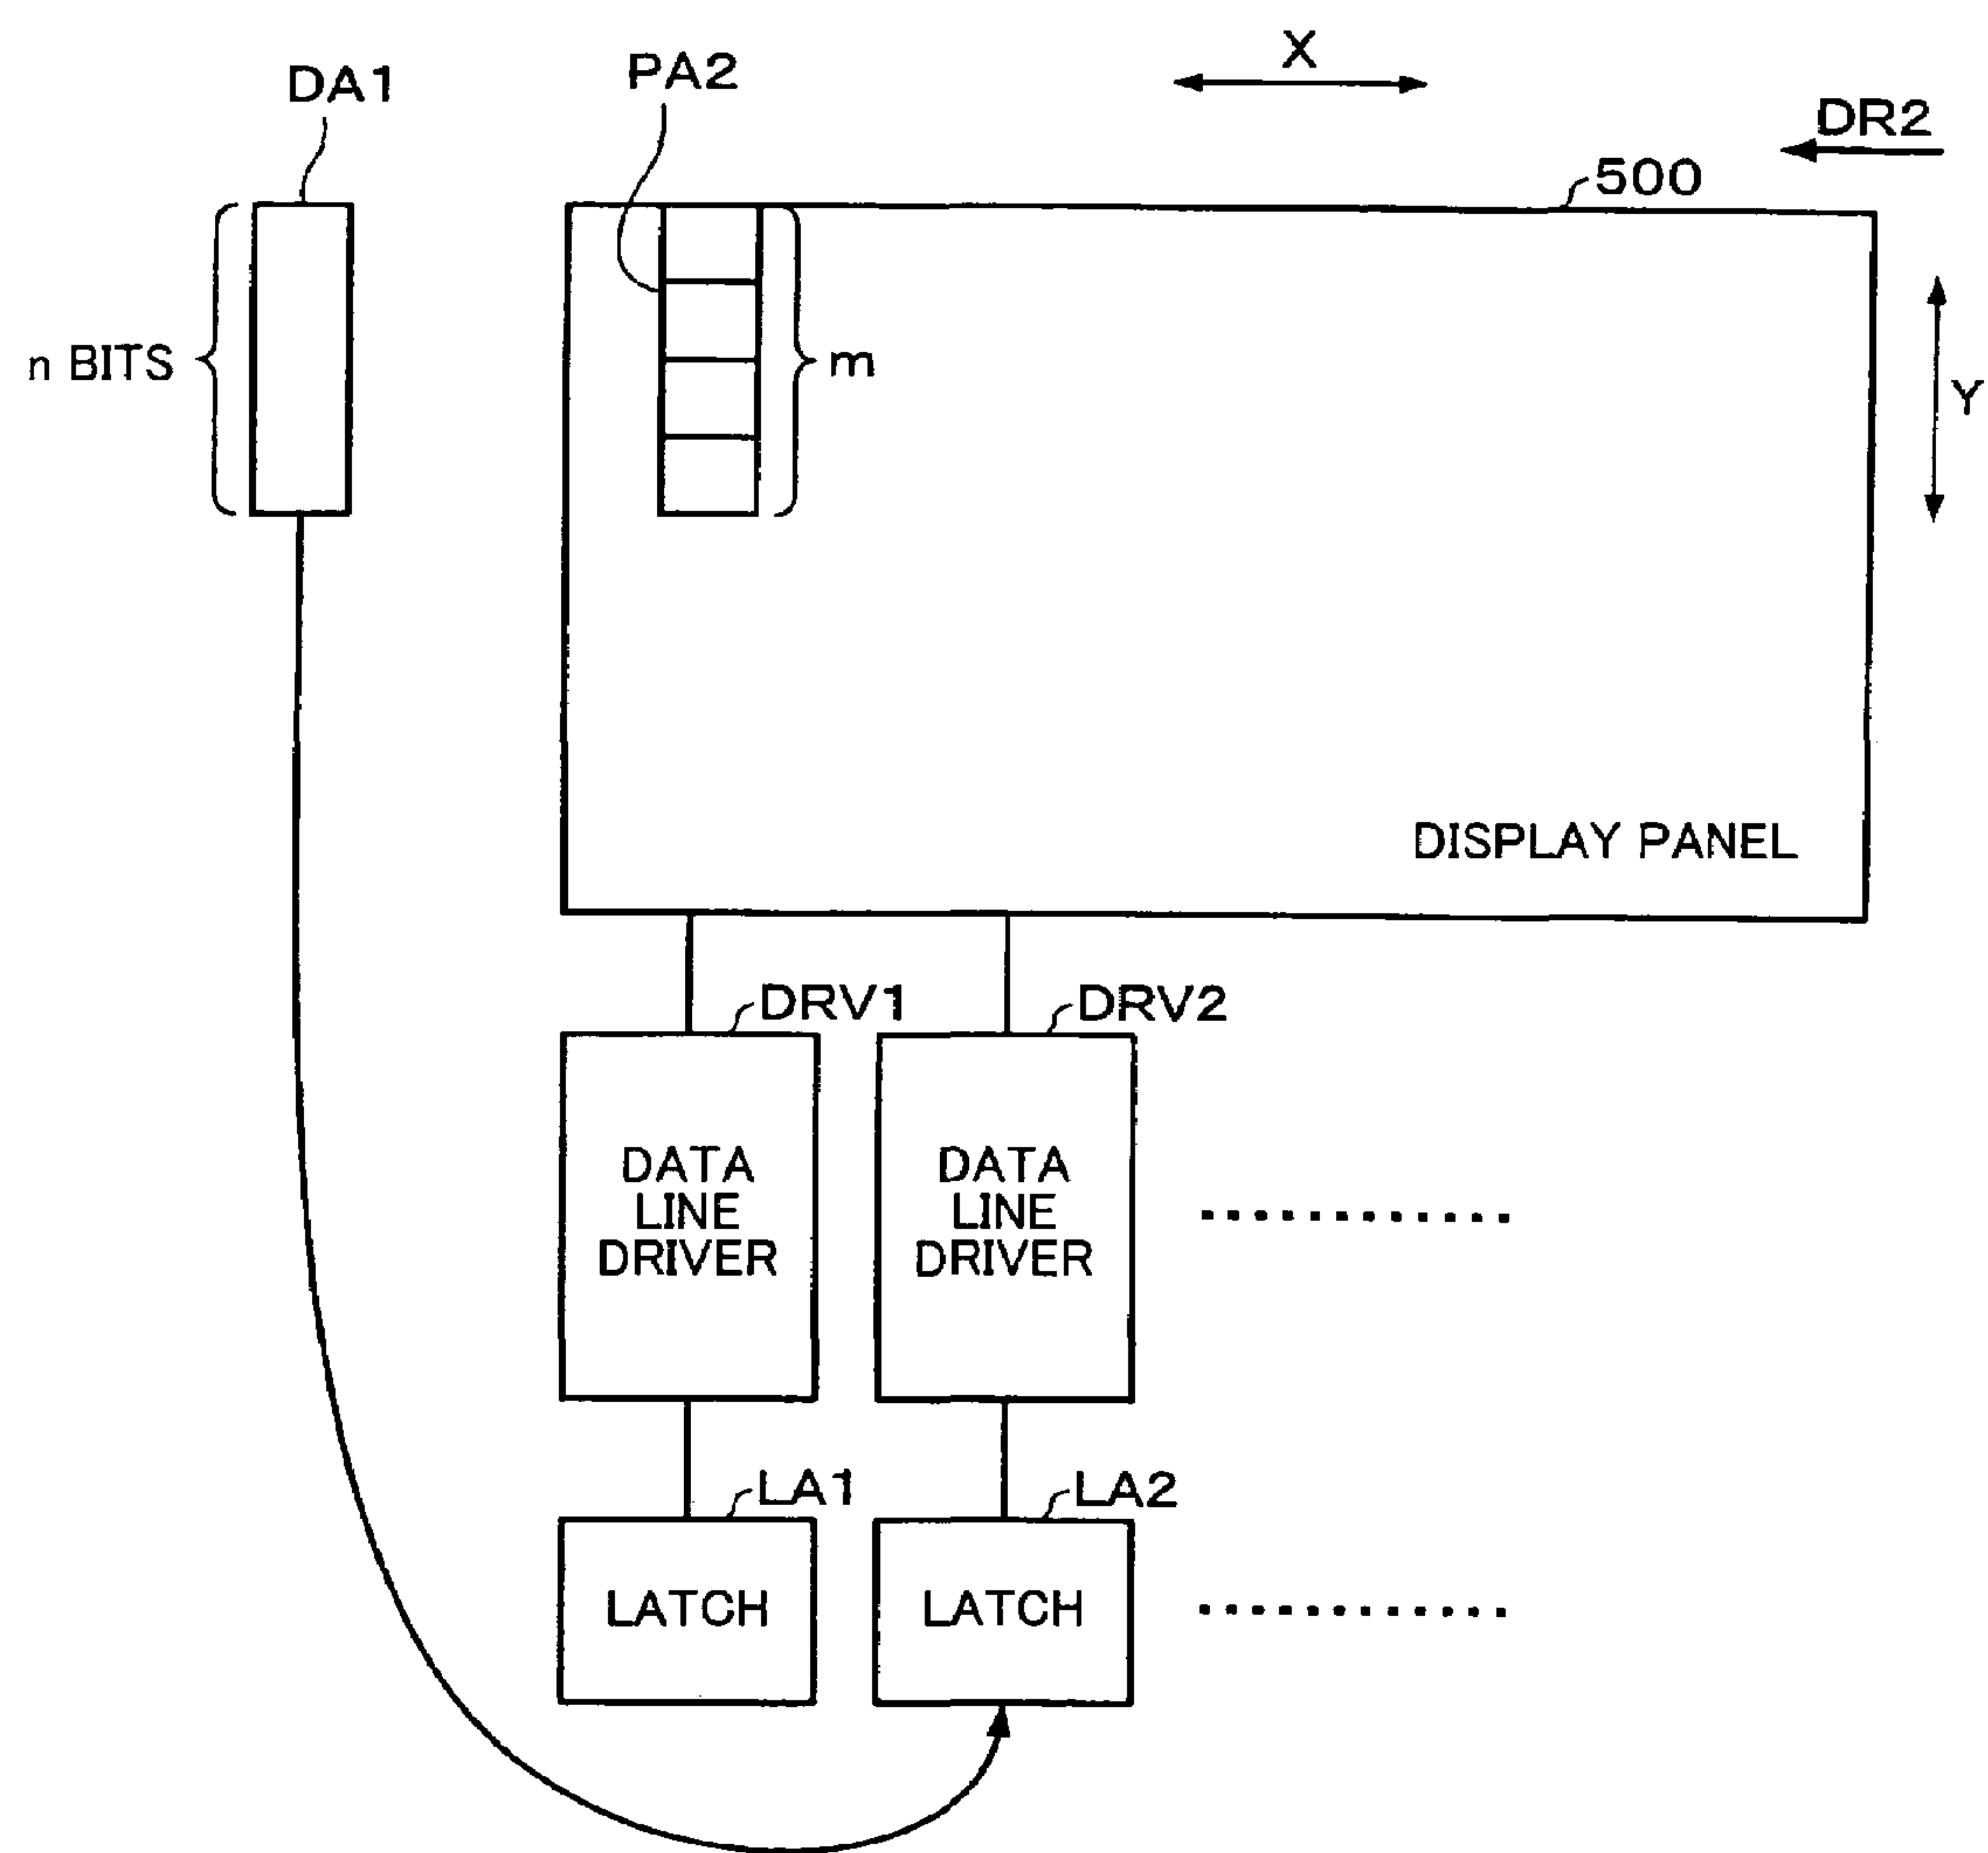 X
DA1
PA2
DR2
500
n BITS
m
Y
DISPLAY PANEL
DRV1
DRV2
DATA
LINE
DRIVER
DATA
LINE
DRIVER
LA1
LA2
LATCH
LATCH